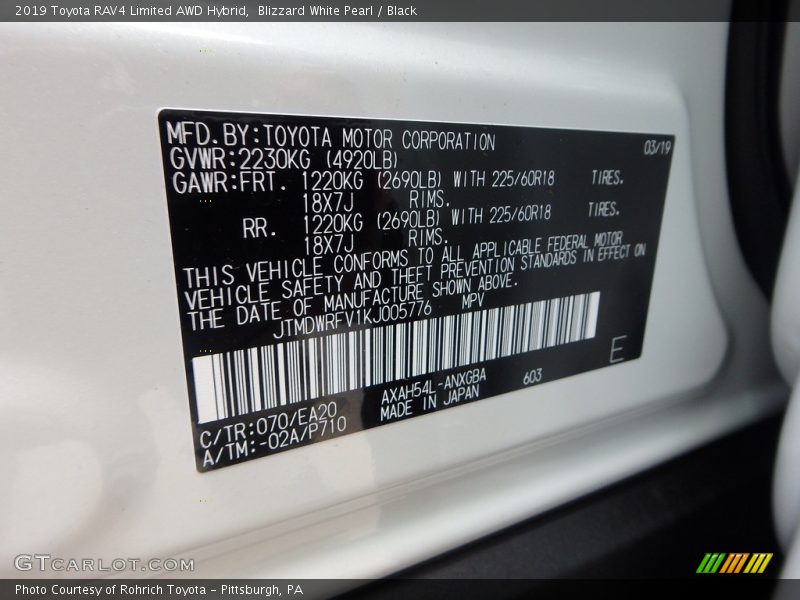 2019 Toyota RAV4 Limited AWD Hybrid,  Blizzard White Pearl / Black
MFD. BY:TOYOTA MOTOR CORPORATION 03/19
GVWR:2230KG (4920LB)
GAWR:FRT. 1220KG (2690LB) WITH 225/60R18 TIRES.
18X7J RIMS.
RR. 1220KG (2690LB) WITH 225/60R18 TIRES.
18X7J RIMS.
THIS VEHICLE CONFORMS TO ALL APPLICABLE FEDERAL MOTOR
VEHICLE SAFETY AND THEFT PREVENTION STANDARDS IN EFFECT ON
THE DATE OF MANUFACTURE SHOWN ABOVE.
JTMDWRFV1KJ005776 MPV
E
C/TR:070/EA20 AXAH54L-ANXGBA 603
A/TM:-02A/P710 MADE IN JAPAN
GTCARLOT.COM
Photo Courtesy of Rohrich Toyota - Pittsburgh, PA